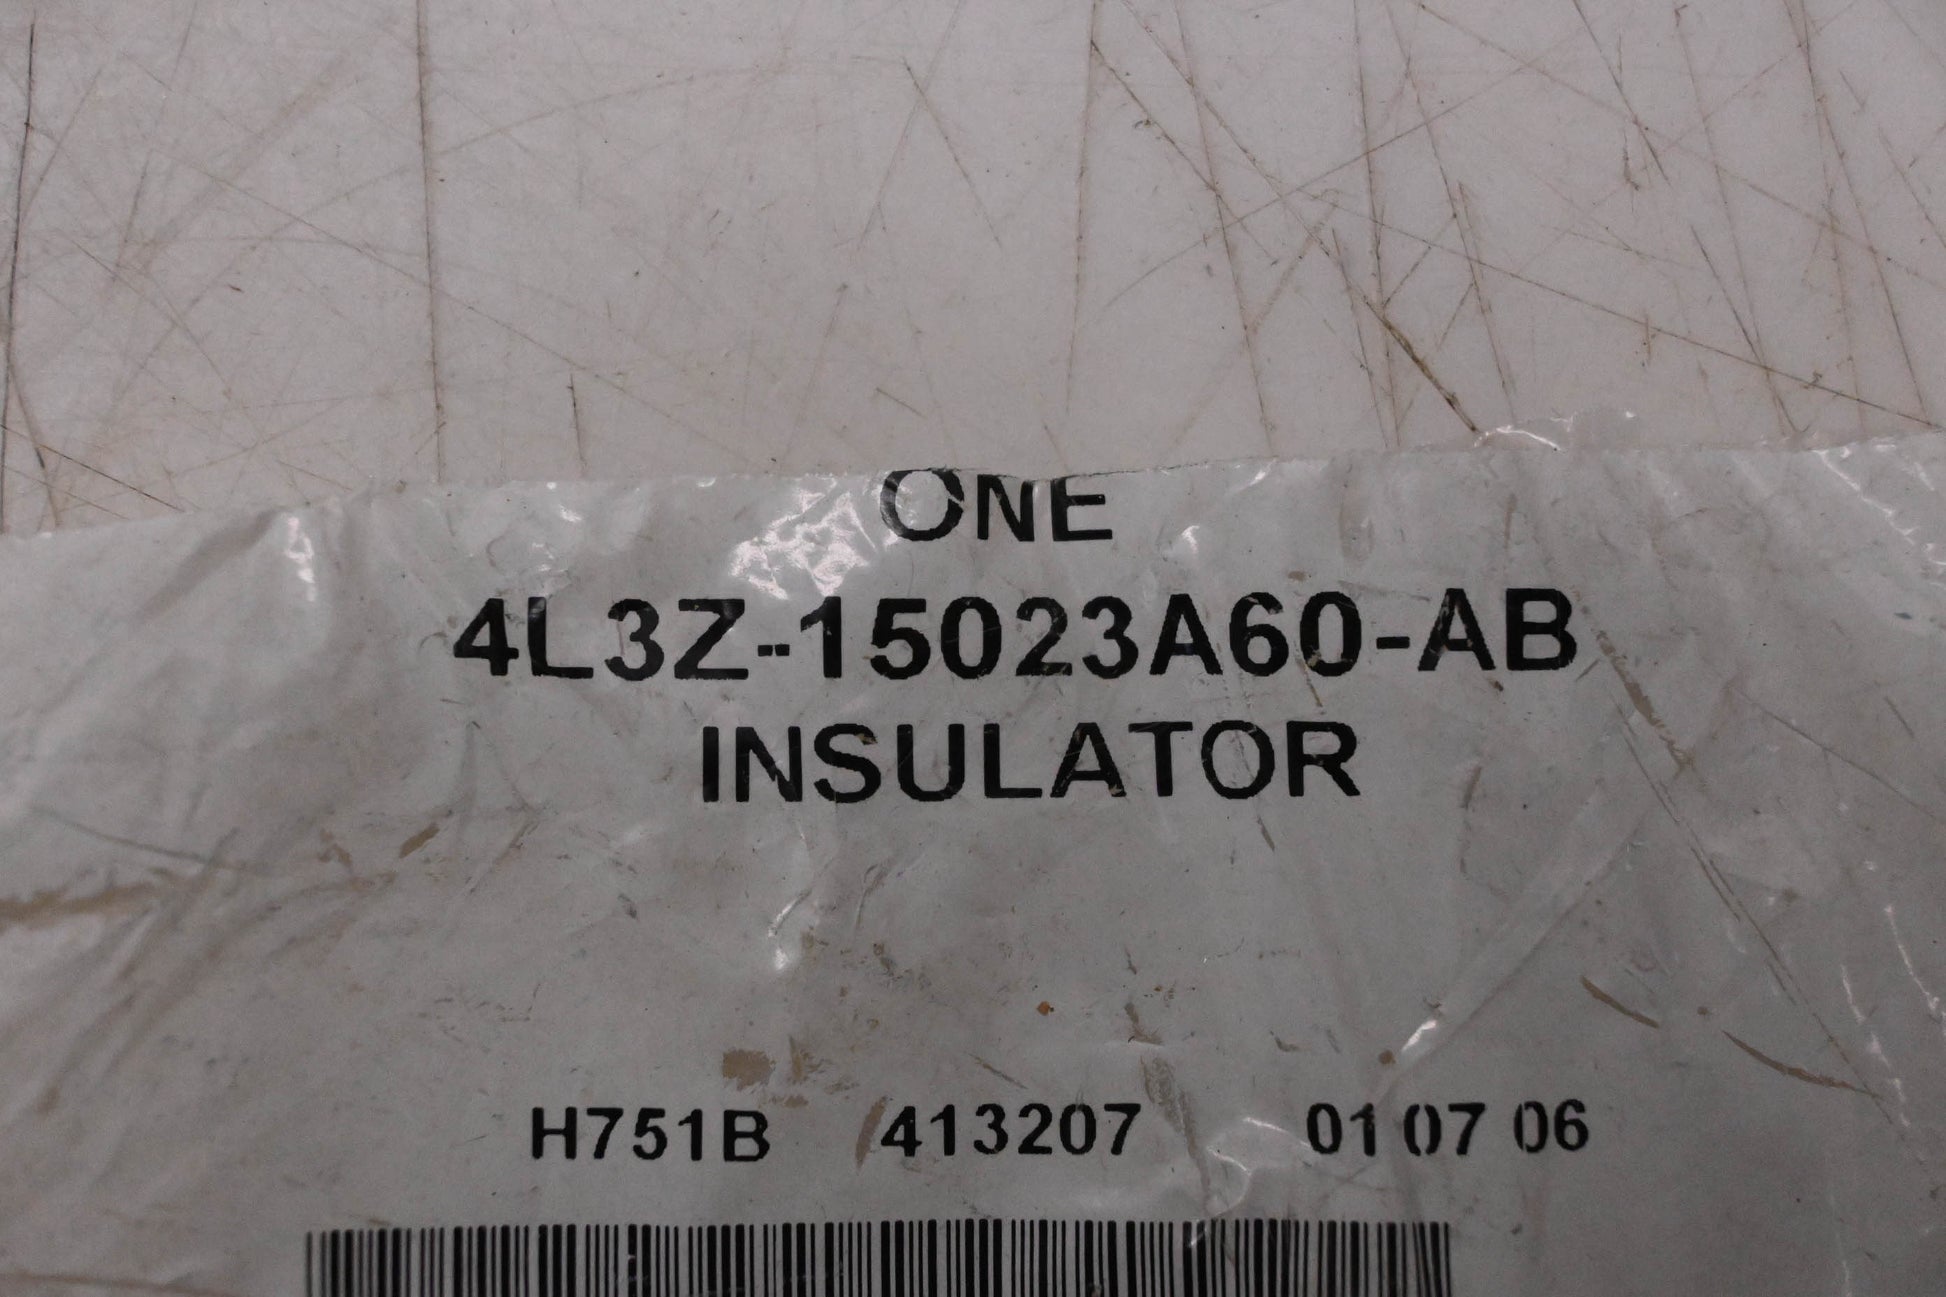 ONE
4L3Z-15023A60-AB
INSULATOR
H751B 413207 01 07 06